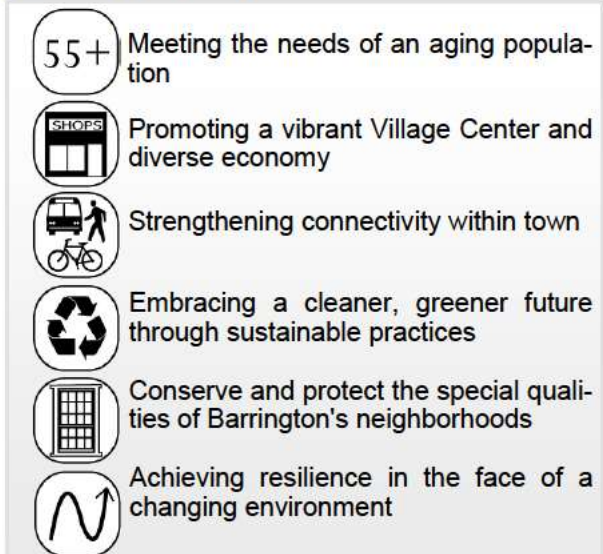 55+
Meeting the needs of an aging popula-
tion
SHOPS
Promoting a vibrant Village Center and
diverse economy
Strengthening connectivity within town
Embracing a cleaner, greener future
through sustainable practices
Conserve and protect the special quali-
ties of Barrington's neighborhoods
Achieving resilience in the face of a
changing environment